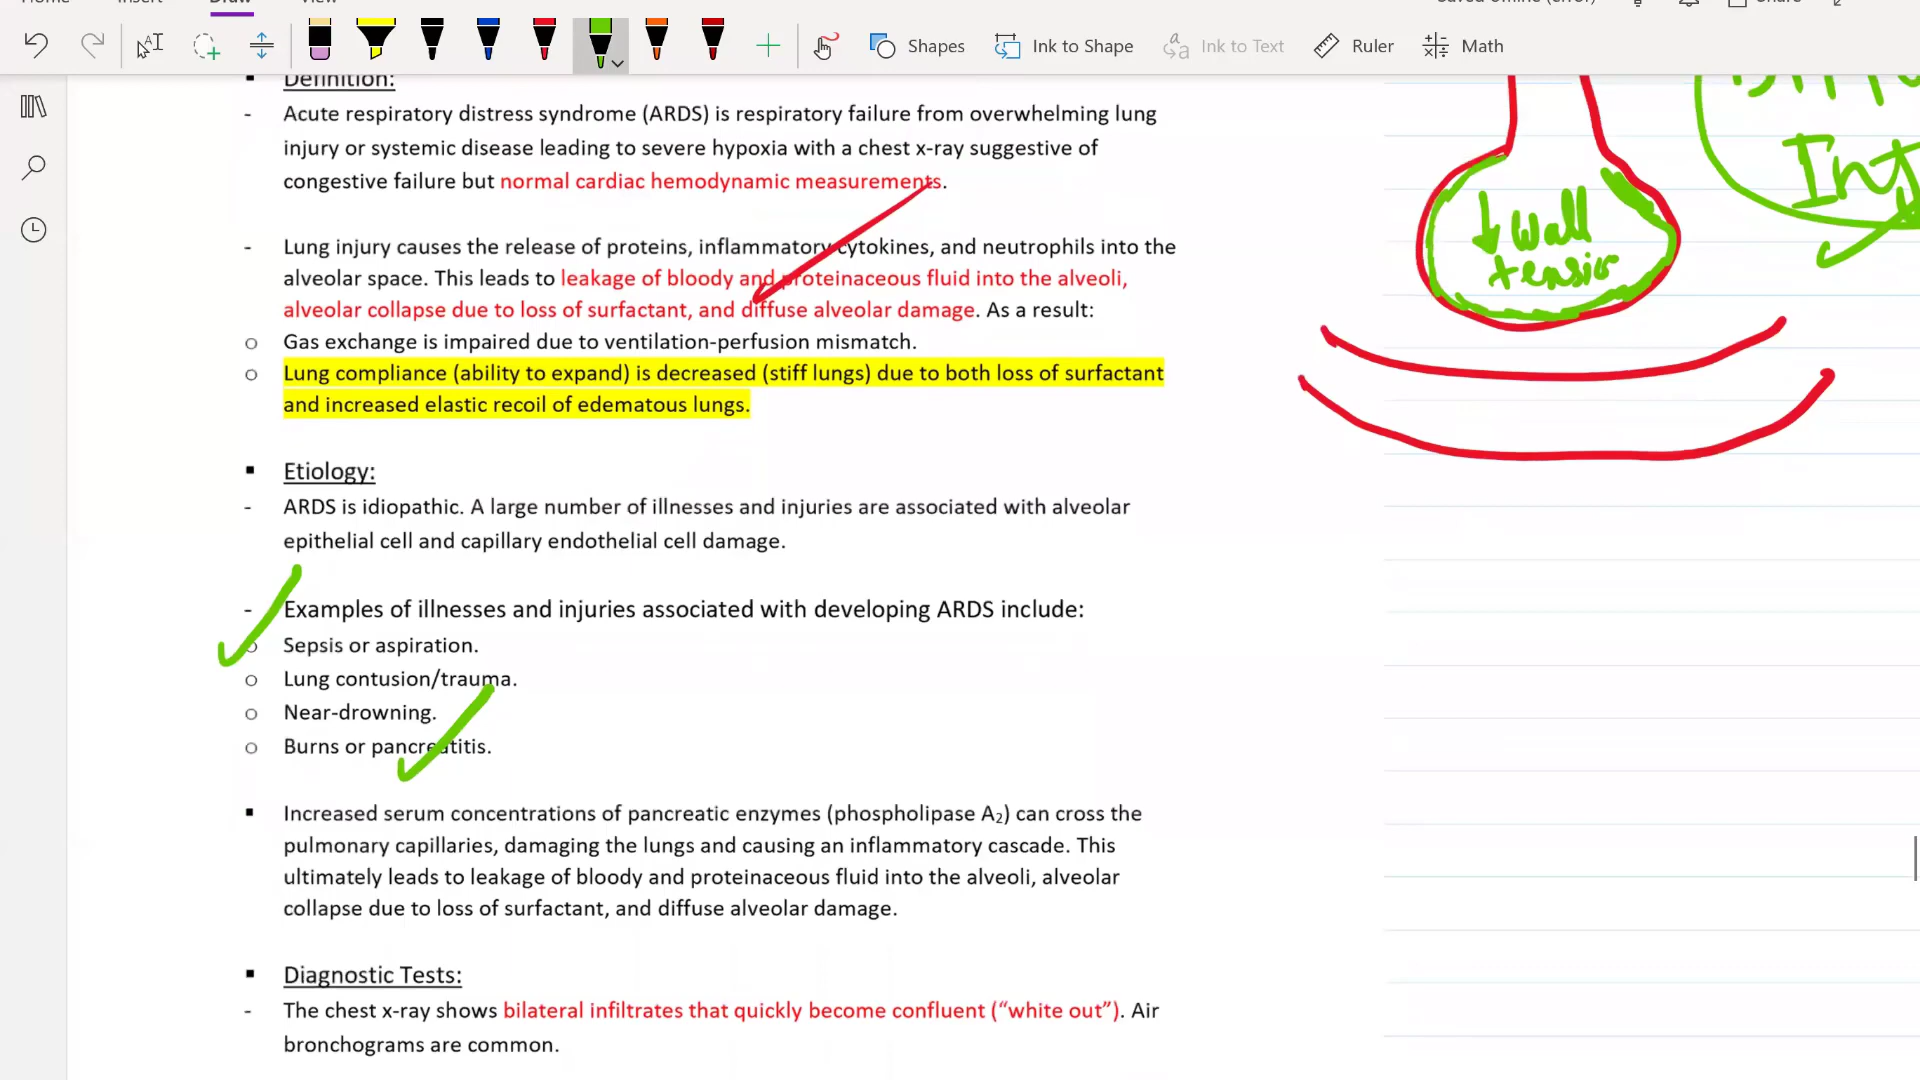 Home Insert Draw View
Shapes Ink to Shape Ink to Text Ruler Math
Definition:
- Acute respiratory distress syndrome (ARDS) is respiratory failure from overwhelming lung
injury or systemic disease leading to severe hypoxia with a chest x-ray suggestive of
congestive failure but normal cardiac hemodynamic measurements.
- Lung injury causes the release of proteins, inflammatory cytokines, and neutrophils into the
alveolar space. This leads to leakage of bloody and proteinaceous fluid into the alveoli,
alveolar collapse due to loss of surfactant, and diffuse alveolar damage. As a result:
o Gas exchange is impaired due to ventilation-perfusion mismatch.
o Lung compliance (ability to expand) is decreased (stiff lungs) due to both loss of surfactant
and increased elastic recoil of edematous lungs.
▪ Etiology:
- ARDS is idiopathic. A large number of illnesses and injuries are associated with alveolar
epithelial cell and capillary endothelial cell damage.
- Examples of illnesses and injuries associated with developing ARDS include:
o Sepsis or aspiration.
o Lung contusion/trauma.
o Near-drowning.
o Burns or pancreatitis.
▪ Increased serum concentrations of pancreatic enzymes (phospholipase A₂) can cross the
pulmonary capillaries, damaging the lungs and causing an inflammatory cascade. This
ultimately leads to leakage of bloody and proteinaceous fluid into the alveoli, alveolar
collapse due to loss of surfactant, and diffuse alveolar damage.
▪ Diagnostic Tests:
- The chest x-ray shows bilateral infiltrates that quickly become confluent (“white out”). Air
bronchograms are common.
↓ Wall
tension
Int